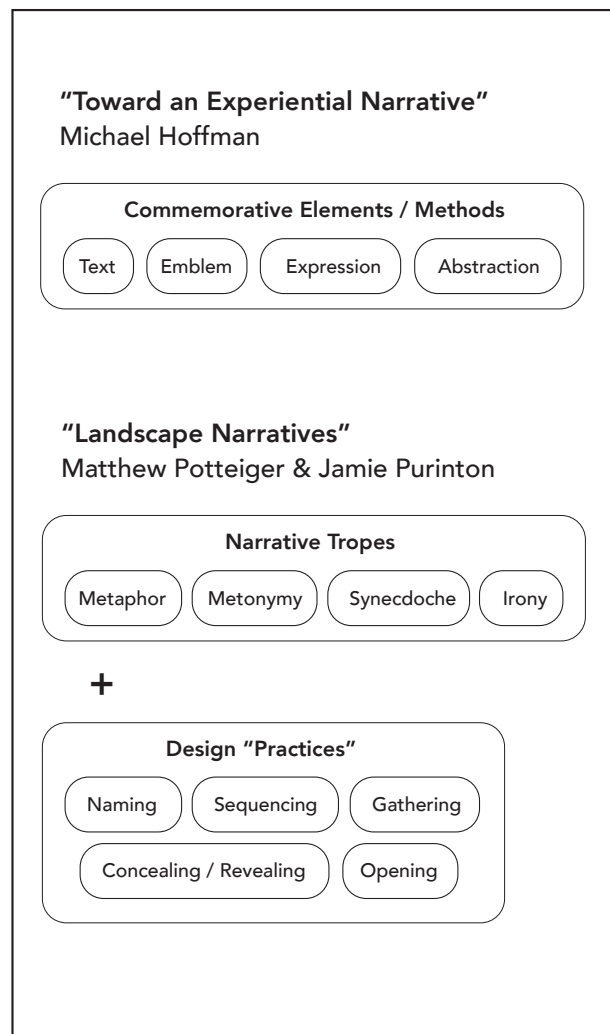 “Toward an Experiential Narrative”
Michael Hoffman
Commemorative Elements / Methods
Text Emblem Expression Abstraction
“Landscape Narratives”
Matthew Potteiger & Jamie Purinton
Narrative Tropes
Metaphor Metonymy Synecdoche Irony
+
Design “Practices”
Naming Sequencing Gathering
Concealing / Revealing Opening